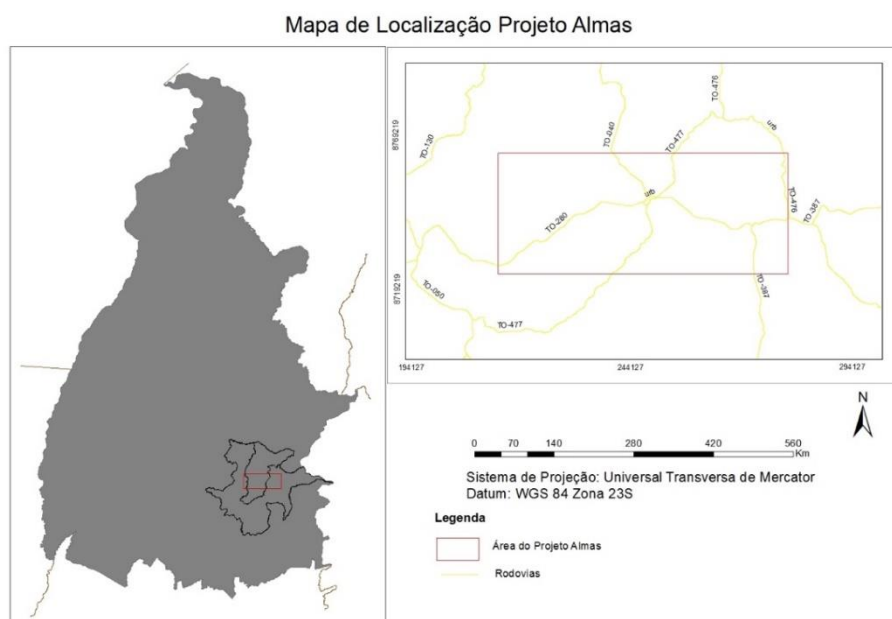 Mapa de Localização Projeto Almas
TO-476
TO-040
TO-477
urb
TO-130
8769219
urb
TO-476
TO-387
TO-280
8719219
TO-050
TO-387
TO-477
194127
244127
294127
N
0 70 140 280 420 560
Km
Sistema de Projeção: Universal Transversa de Mercator
Datum: WGS 84 Zona 23S
Legenda
Área do Projeto Almas
Rodovias